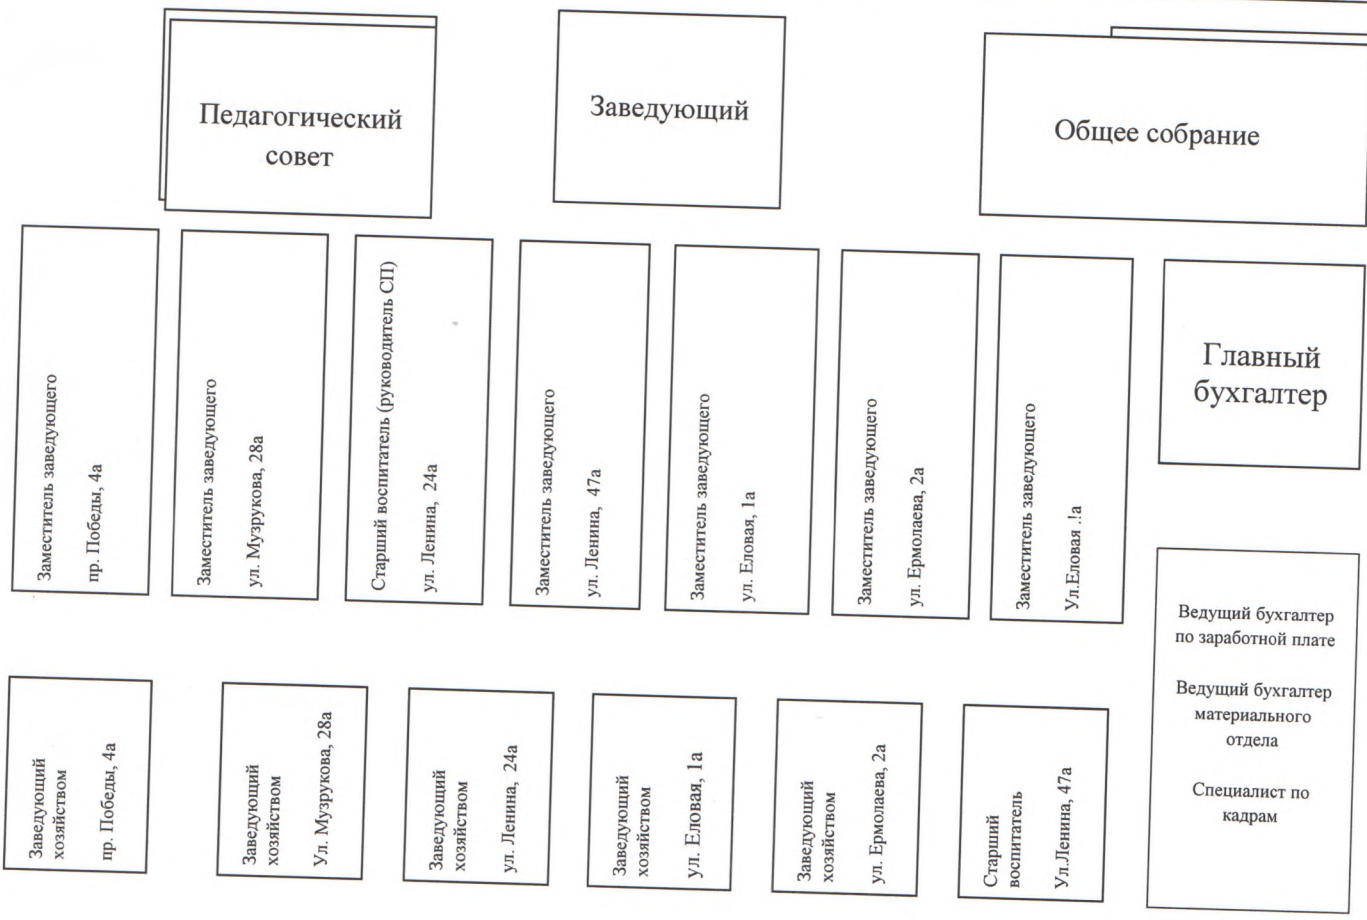 Педагогический
совет
Заведующий
Общее собрание
Заместитель заведующего
пр. Победы, 4а
Заместитель заведующего
ул. Музрукова, 28а
Старший воспитатель (руководитель СП)
ул. Ленина, 24а
Заместитель заведующего
ул. Ленина, 47а
Заместитель заведующего
ул. Еловая, 1а
Заместитель заведующего
ул. Ермолаева, 2а
Заместитель заведующего
Ул.Еловая .!а
Главный
бухгалтер
Заведующий
хозяйством
пр. Победы, 4а
Заведующий
хозяйством
Ул. Музрукова, 28а
Заведующий
хозяйством
ул. Ленина, 24а
Заведующий
хозяйством
ул. Еловая, 1а
Заведующий
хозяйством
ул. Ермолаева, 2а
Старший
воспитатель
Ул.Ленина, 47а
Ведущий бухгалтер
по заработной плате
Ведущий бухгалтер
материального
отдела
Специалист по
кадрам